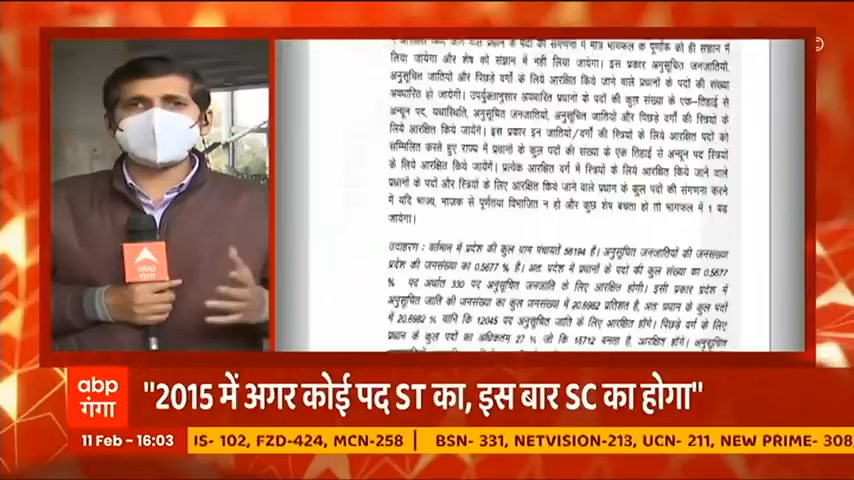 लिया जायेगा और शेष को संज्ञान में नहीं लिया जायेगा। इस प्रकार अनुसूचित जनजातियों,
अनुसूचित जातियों और पिछड़े वर्गों के लिये आरक्षित किये जाने वाले प्रधानों के पदों की संख्या
अवधारित हो जायेगी। उपर्युक्तानुसार अवधारित प्रधानों के पदों की कुल संख्या के एक-तिहाई से
अन्यून पद, यथास्थिति, अनुसूचित जनजातियों, अनुसूचित जातियों और पिछड़े वर्गों की स्त्रियों के
लिये आरक्षित किये जायेंगे। इस प्रकार इन जातियों/वर्गों की स्त्रियों के लिये आरक्षित पदों को
सम्मिलित करते हुए राज्य में प्रधानों के कुल पदों की संख्या के एक तिहाई से अन्यून पद स्त्रियों
के लिये आरक्षित किये जायेंगे। प्रत्येक आरक्षित वर्ग में स्त्रियों के लिये आरक्षित किये जाने वाले
प्रधानों के पदों और स्त्रियों के लिए आरक्षित किये जाने वाले प्रधान के कुल पदों की संगणना करने
में यदि भाज्य, भाजक से पूर्णतया विभाजित न हो और कुछ शेष बचता हो तो भागफल में 1 बढ़
जायेगा।
उदाहरण : वर्तमान में प्रदेश की कुल ग्राम पंचायतें 58194 हैं। अनुसूचित जनजातियों की जनसंख्या
प्रदेश की जनसंख्या का 0.5677 % है। अतः प्रदेश में प्रधानों के पदों की कुल संख्या का 0.5677
% पद अर्थात 330 पद अनुसूचित जनजाति के लिए आरक्षित होगी। इसी प्रकार प्रदेश में
अनुसूचित जाति की जनसंख्या का कुल जनसंख्या में 20.6982 प्रतिशत है, अतः प्रधान के कुल पदों
में 20.6982 % यानि कि 12045 पद अनुसूचित जाति के लिए आरक्षित होंगे। पिछड़े वर्ग के लिए
प्रधान के कुल पदों का अधिकतम 27 % जो कि 15712 बनता है, आरक्षित होंगे। अनुसूचित
abp
गंगा
abp
गंगा
"2015 में अगर कोई पद ST का, इस बार SC का होगा"
11 Feb - 16:03
IS- 102, FZD-424, MCN-258 | BSN- 331, NETVISION-213, UCN- 211, NEW PRIME- 308,